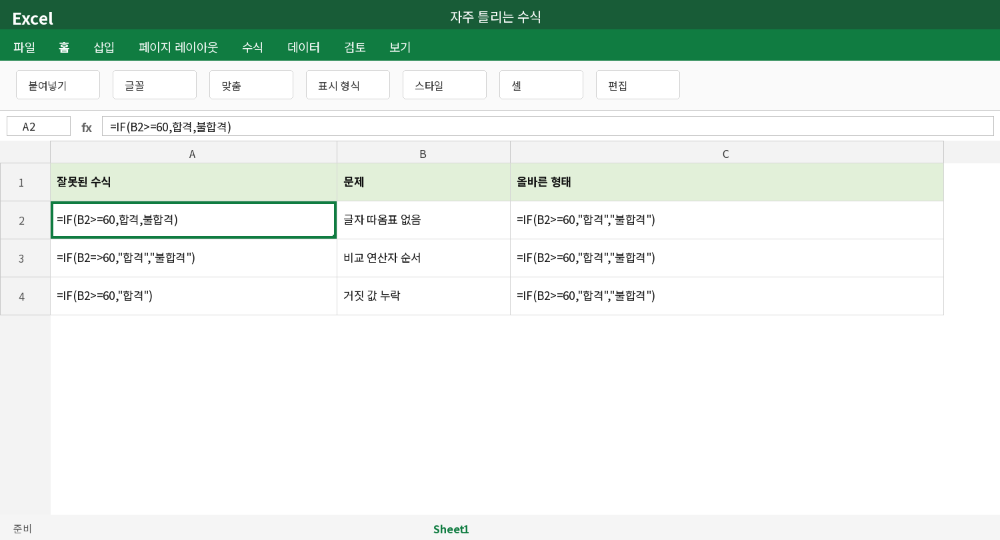 Excel
자주 틀리는 수식
파일 홈 삽입 페이지 레이아웃 수식 데이터 검토 보기
붙여넣기 글꼴 맞춤 표시 형식 스타일 셀 편집
A2 fx =IF(B2>=60,합격,불합격)
A B C
1 잘못된 수식 문제 올바른 형태
2 =IF(B2>=60,합격,불합격) 글자 따옴표 없음 =IF(B2>=60,"합격","불합격")
3 =IF(B2=>60,"합격","불합격") 비교 연산자 순서 =IF(B2>=60,"합격","불합격")
4 =IF(B2>=60,"합격") 거짓 값 누락 =IF(B2>=60,"합격","불합격")
준비 Sheet1